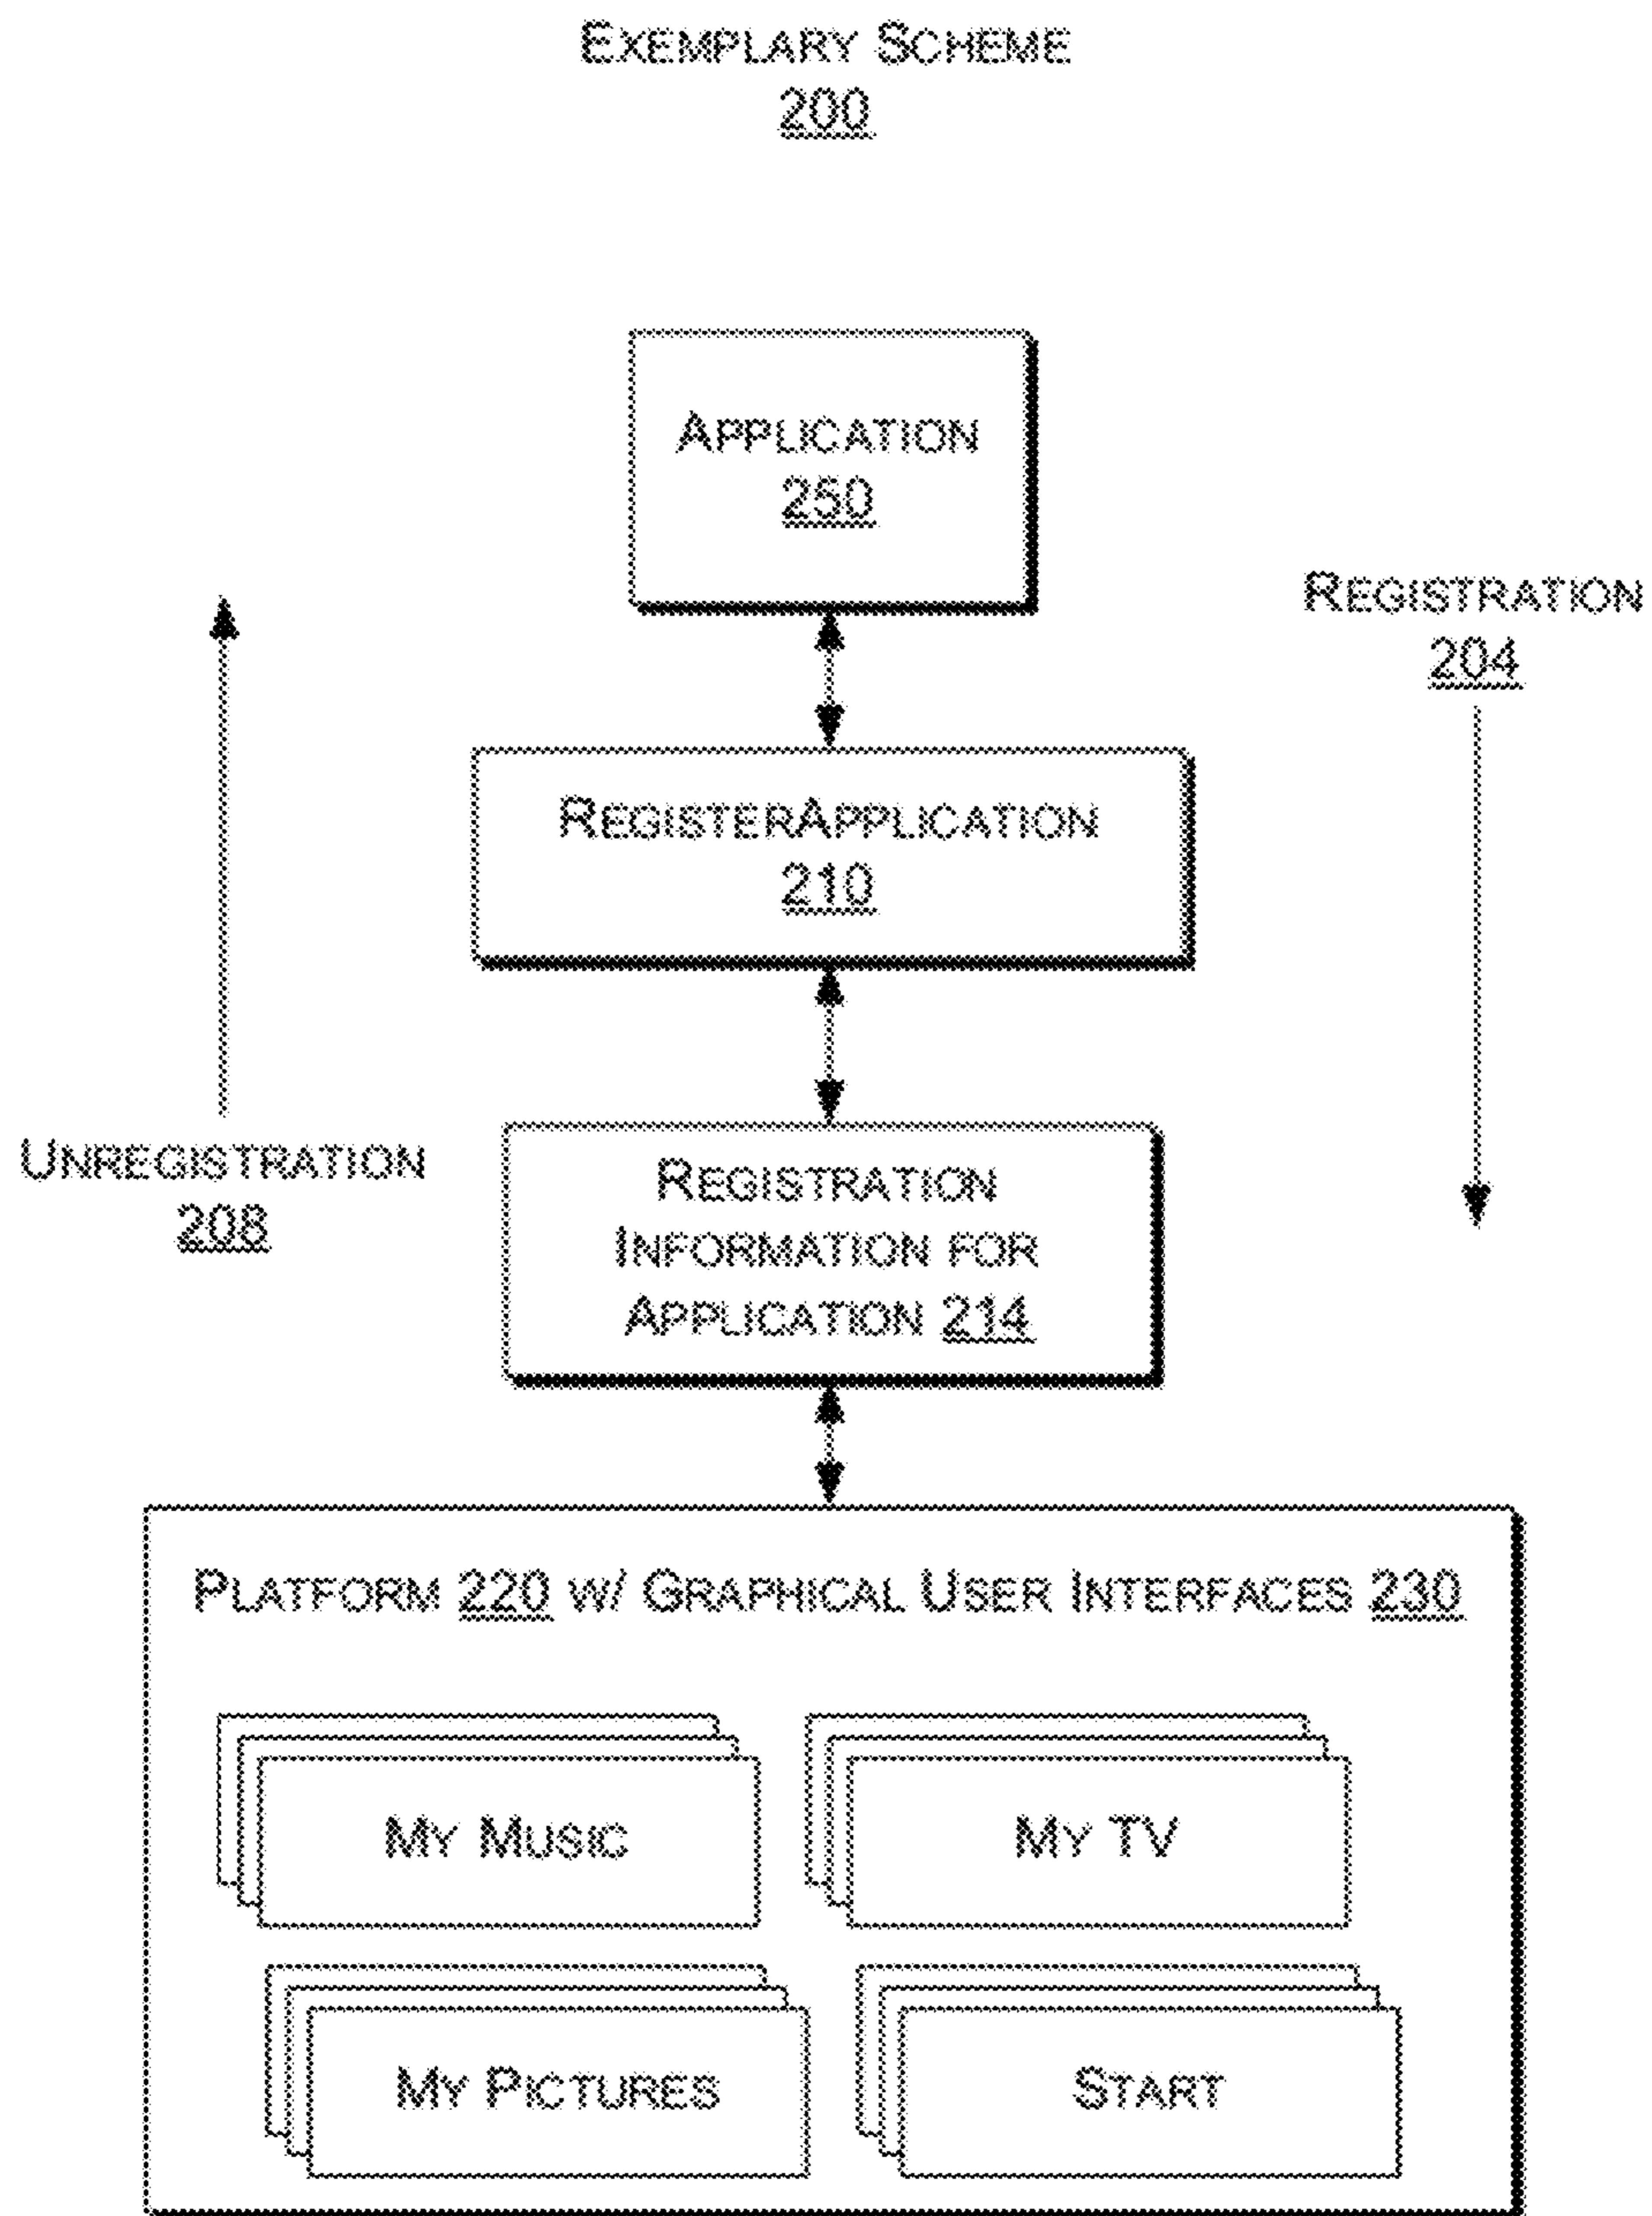 EXEMPLARY SCHEME
200
APPLICATION
250
REGISTRATION
204
REGISTERAPPLICATION
210
UNREGISTRATION
208
REGISTRATION
INFORMATION FOR
APPLICATION 214
PLATFORM 220 W/ GRAPHICAL USER INTERFACES 230
MY MUSIC
MY TV
MY PICTURES
START